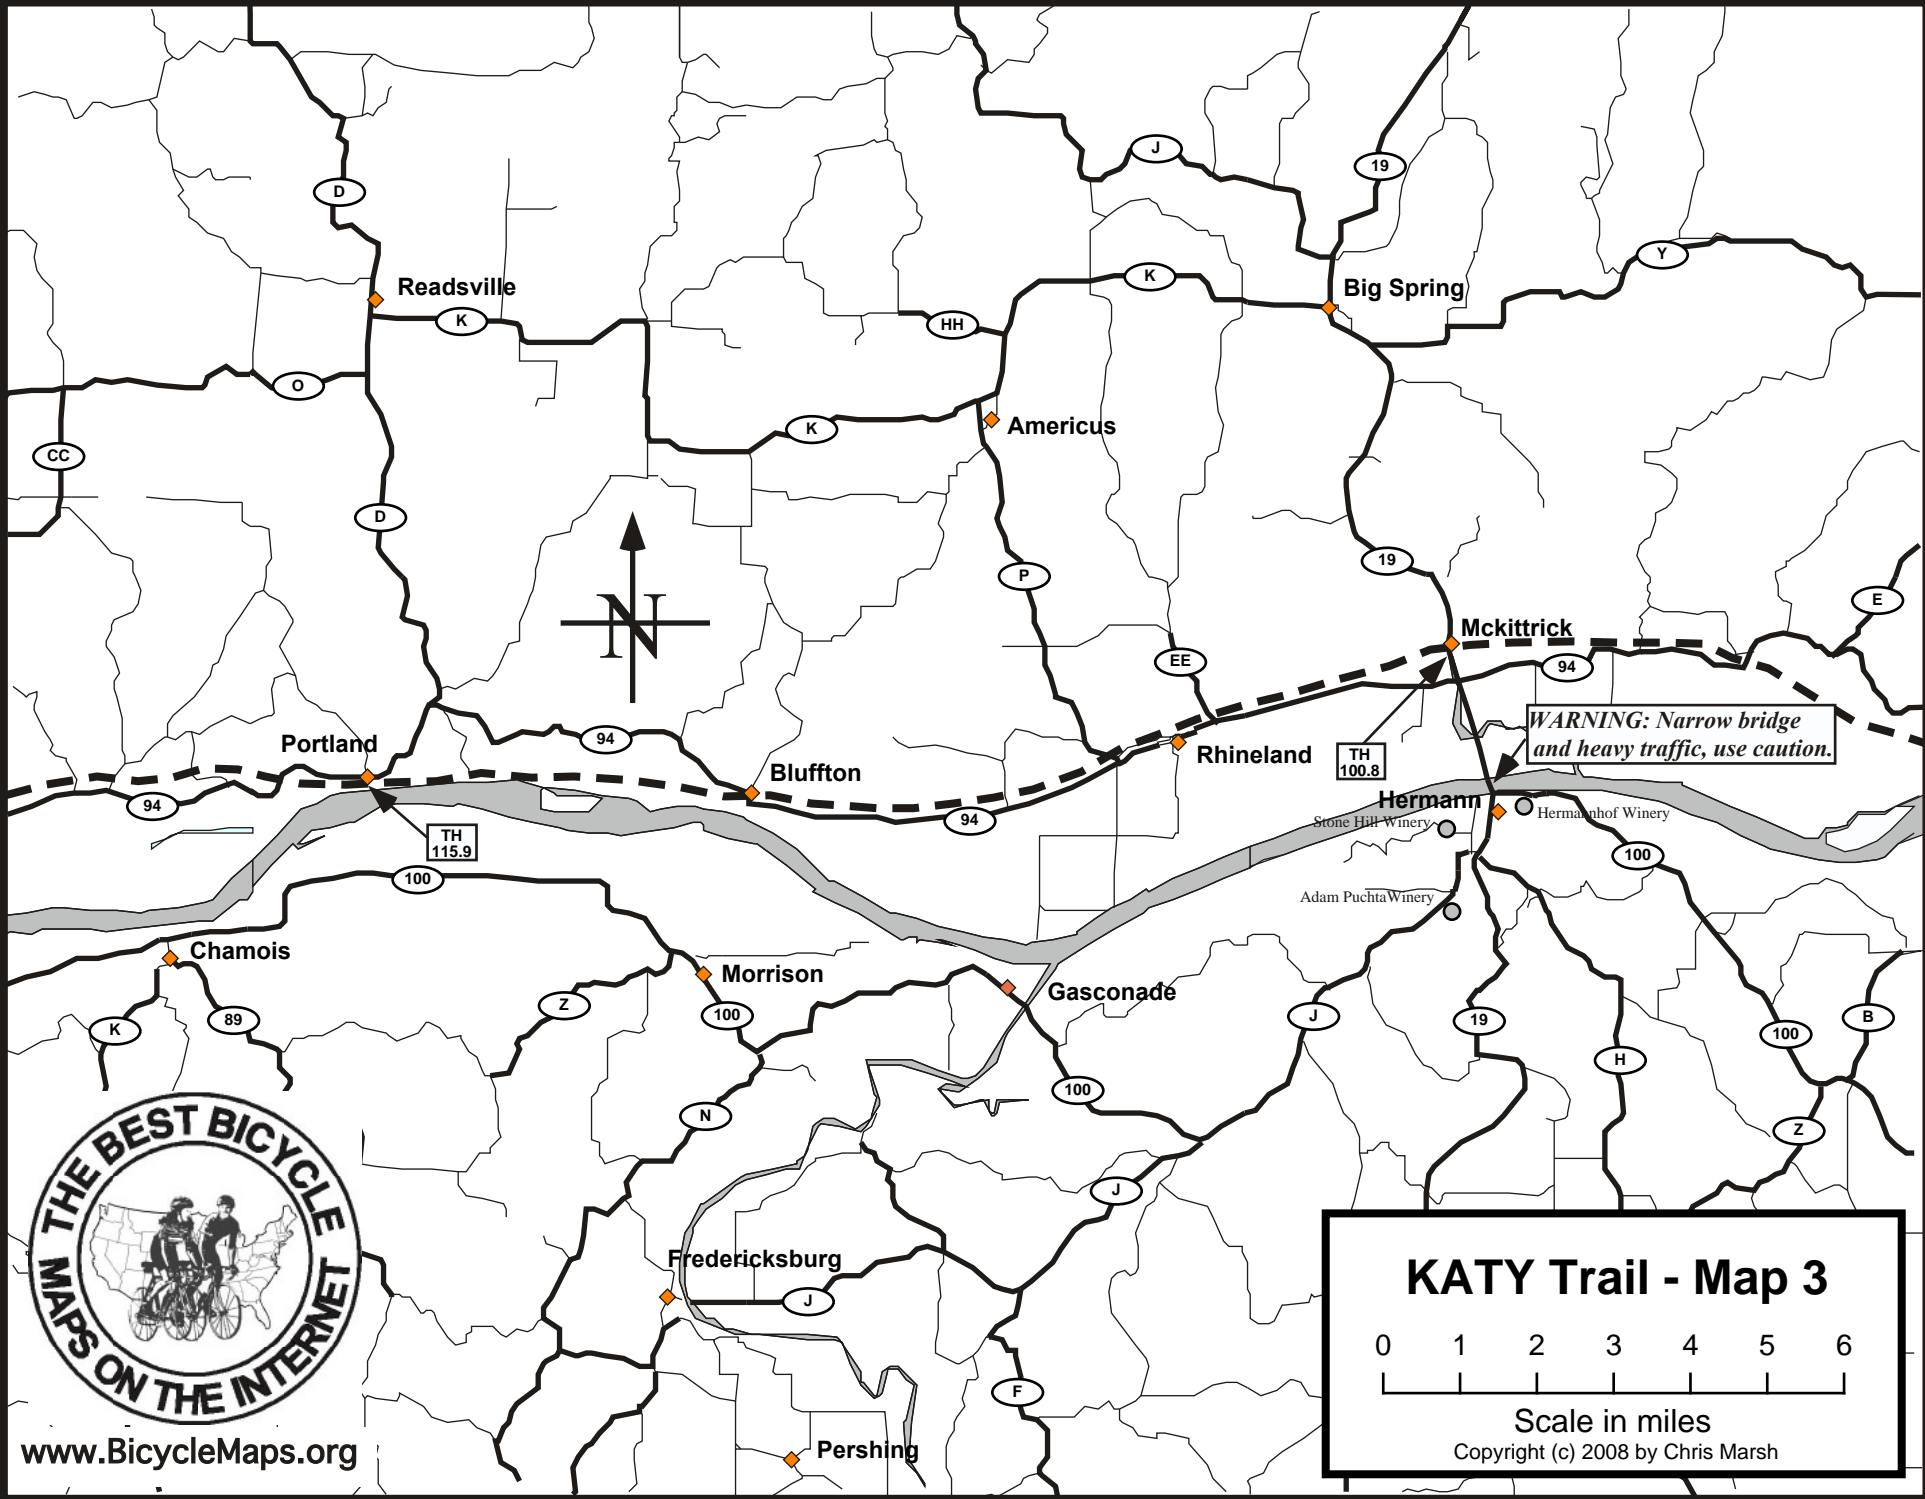 J
19
D
Y
K
Readsville
Big Spring
K
HH
O
K
Americus
CC
D
19
P
E
N
Mckittrick
EE
94
WARNING: Narrow bridge
and heavy traffic, use caution.
94
Portland
Rhineland
TH
100.8
Bluffton
94
Hermann
Hermannhof Winery
Stone Hill Winery
94
TH
115.9
100
100
Adam PuchtaWinery
Chamois
Morrison
Gasconade
Z
100
89
K
J
19
B
100
H
100
N
Z
J
THE BEST BICYCLE
MAPS ON THE INTERNET
www.BicycleMaps.org
Fredericksburg
J
F
Pershing
KATY Trail - Map 3
0 1 2 3 4 5 6
Scale in miles
Copyright (c) 2008 by Chris Marsh